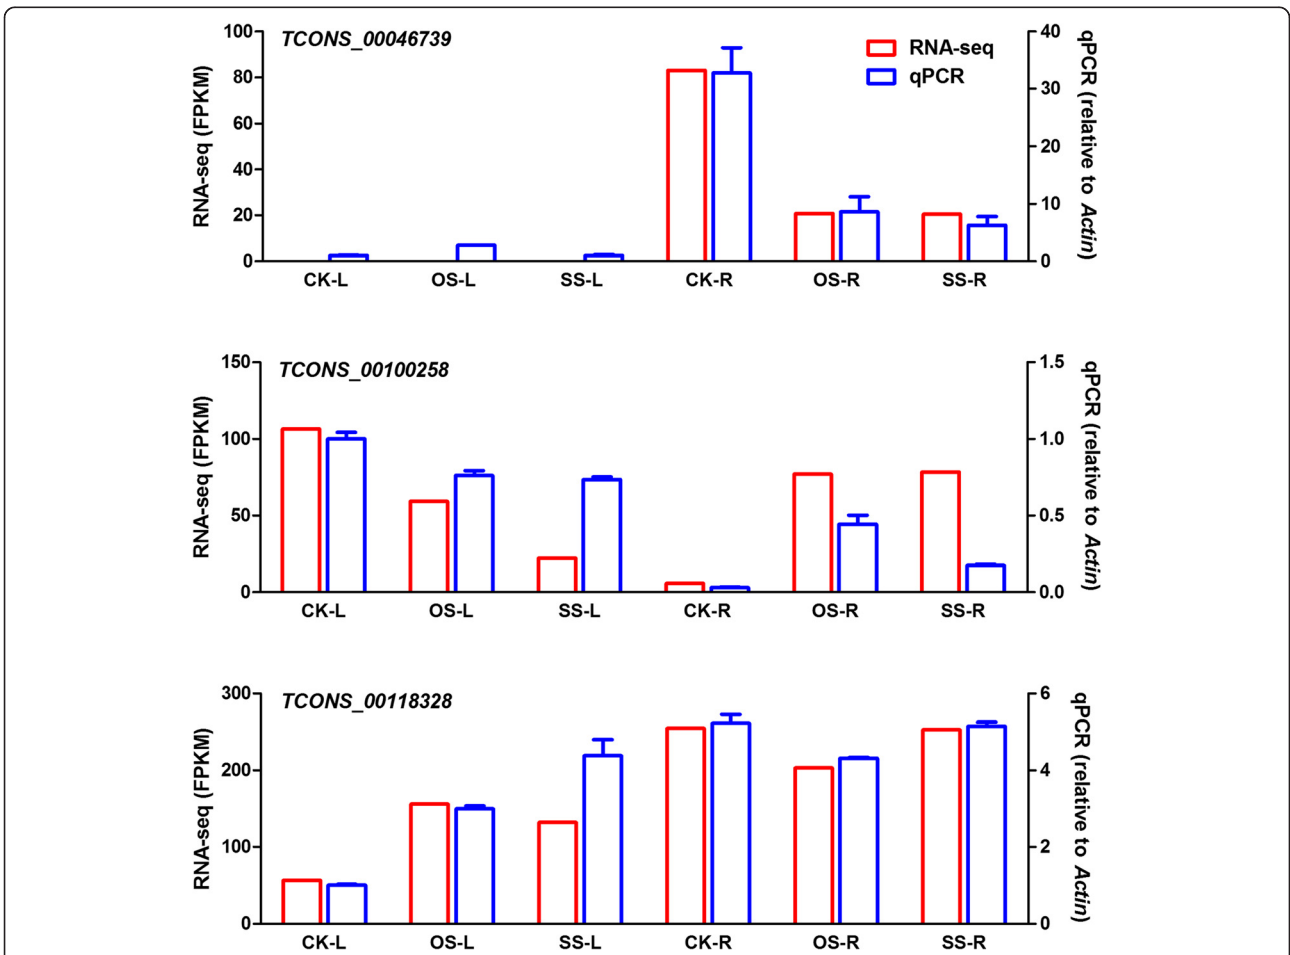 TCONS_00046739
RNA-seq
qPCR
RNA-seq (FPKM)
100
80
60
40
20
0
40
30
20
10
0
qPCR (relative to Actin)
CK-L OS-L SS-L CK-R OS-R SS-R
TCONS_00100258
RNA-seq (FPKM)
150
100
50
0
1.5
1.0
0.5
0.0
qPCR (relative to Actin)
CK-L OS-L SS-L CK-R OS-R SS-R
TCONS_00118328
RNA-seq (FPKM)
300
200
100
0
6
4
2
0
qPCR (relative to Actin)
CK-L OS-L SS-L CK-R OS-R SS-R